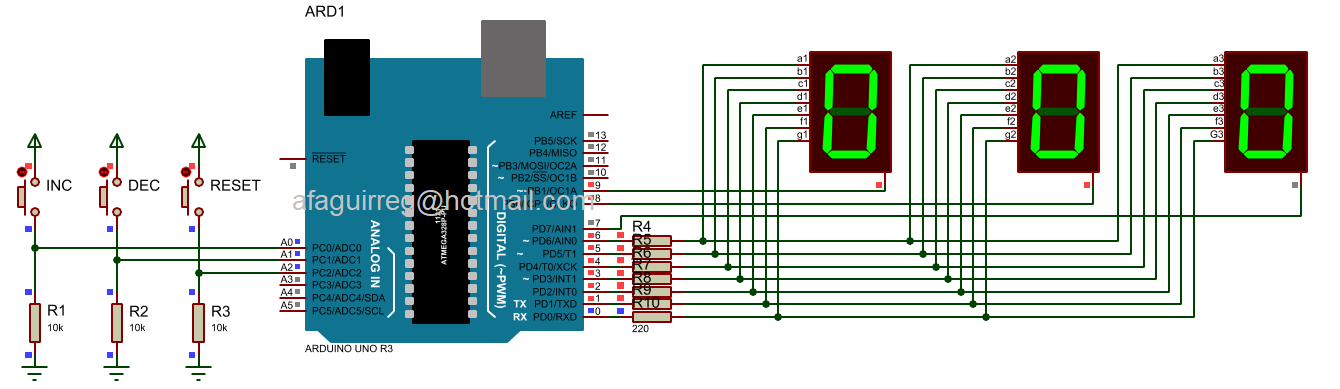 ARD1
INC
DEC
RESET
R1
10k
R2
10k
R3
10k
RESET
A0
A1
A2
A3
A4
A5
PC0/ADC0
PC1/ADC1
PC2/ADC2
PC3/ADC3
PC4/ADC4/SDA
PC5/ADC5/SCL
ANALOG IN
ATMEGA328P-PU
DIGITAL (~PWM)
AREF
PB5/SCK
13
PB4/MISO
12
~PB3/MOSI/OC2A
11
~ PB2/SS/OC1B
10
~ PB1/OC1A
9
8
PD7/AIN1
7
~ PD6/AIN0
6
~ PD5/T1
5
PD4/T0/XCK
4
~ PD3/INT1
3
PD2/INT0
2
TX PD1/TXD
1
RX PD0/RXD
0
ARDUINO UNO R3
afaguirreg@hotmail.com
R4
R5
R6
R7
R8
R9
R10
220
a1
b1
c1
d1
e1
f1
g1
a2
b2
c2
d2
e2
f2
g2
a3
b3
c3
d3
e3
f3
G3
0
0
0